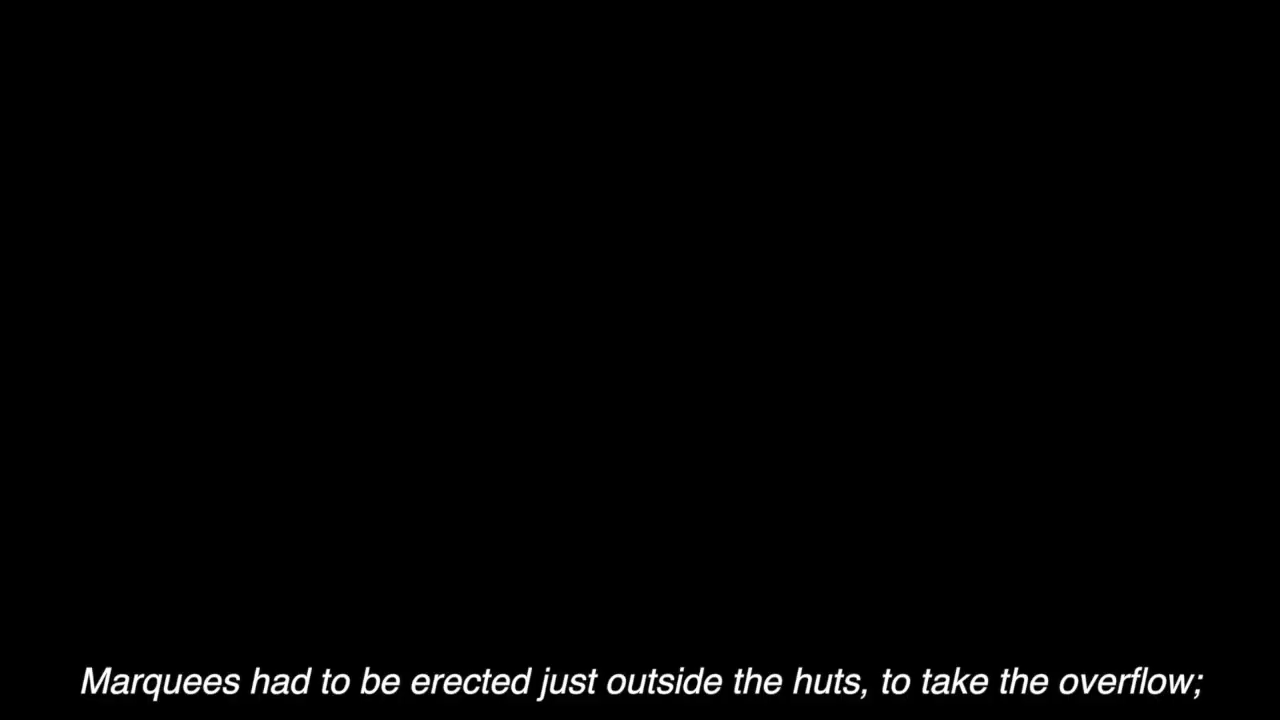 Marquees had to be erected just outside the huts, to take the overflow;